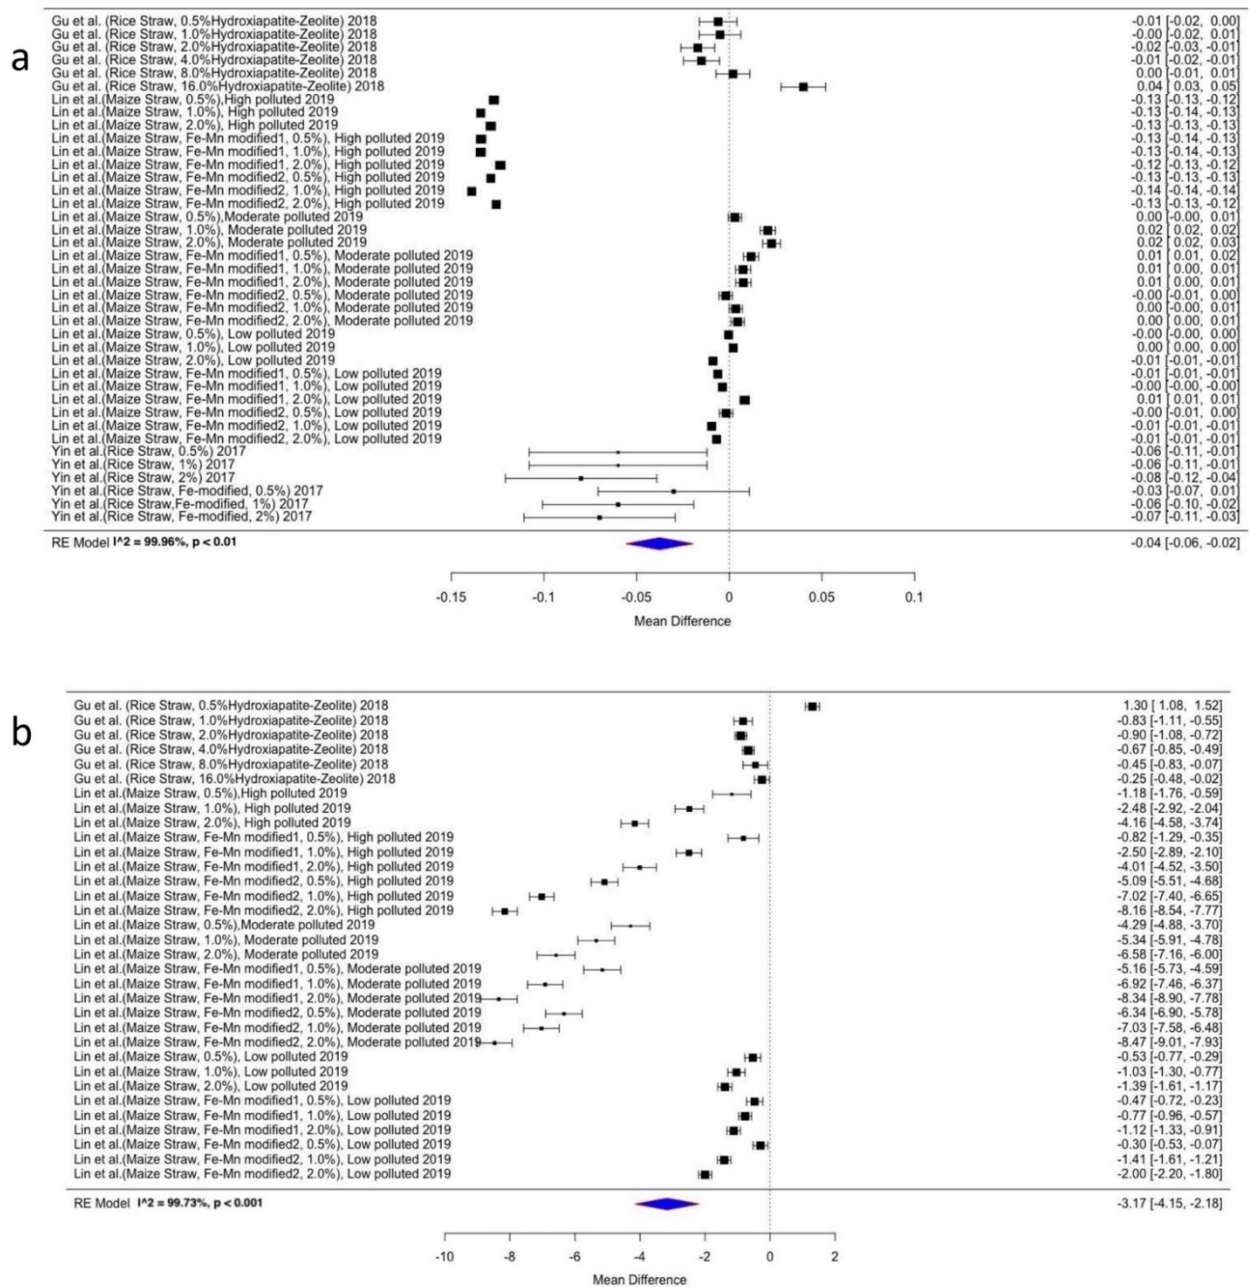 a
Gu et al. (Rice Straw, 0.5%Hydroxiapatite-Zeolite) 2018 -0.01 [-0.02, 0.00]
Gu et al. (Rice Straw, 1.0%Hydroxiapatite-Zeolite) 2018 -0.00 [-0.02, 0.01]
Gu et al. (Rice Straw, 2.0%Hydroxiapatite-Zeolite) 2018 -0.02 [-0.03, -0.01]
Gu et al. (Rice Straw, 4.0%Hydroxiapatite-Zeolite) 2018 -0.01 [-0.02, -0.01]
Gu et al. (Rice Straw, 8.0%Hydroxiapatite-Zeolite) 2018 0.00 [-0.01, 0.01]
Gu et al. (Rice Straw, 16.0%Hydroxiapatite-Zeolite) 2018 0.04 [ 0.03, 0.05]
Lin et al.(Maize Straw, 0.5%),High polluted 2019 -0.13 [-0.13, -0.12]
Lin et al.(Maize Straw, 1.0%), High polluted 2019 -0.13 [-0.14, -0.13]
Lin et al.(Maize Straw, 2.0%), High polluted 2019 -0.13 [-0.13, -0.13]
Lin et al.(Maize Straw, Fe-Mn modified1, 0.5%), High polluted 2019 -0.13 [-0.14, -0.13]
Lin et al.(Maize Straw, Fe-Mn modified1, 1.0%), High polluted 2019 -0.13 [-0.14, -0.13]
Lin et al.(Maize Straw, Fe-Mn modified1, 2.0%), High polluted 2019 -0.12 [-0.13, -0.12]
Lin et al.(Maize Straw, Fe-Mn modified2, 0.5%), High polluted 2019 -0.13 [-0.13, -0.13]
Lin et al.(Maize Straw, Fe-Mn modified2, 1.0%), High polluted 2019 -0.14 [-0.14, -0.14]
Lin et al.(Maize Straw, Fe-Mn modified2, 2.0%), High polluted 2019 -0.13 [-0.13, -0.12]
Lin et al.(Maize Straw, 0.5%),Moderate polluted 2019 0.00 [-0.00, 0.01]
Lin et al.(Maize Straw, 1.0%), Moderate polluted 2019 0.02 [ 0.02, 0.02]
Lin et al.(Maize Straw, 2.0%), Moderate polluted 2019 0.02 [ 0.02, 0.03]
Lin et al.(Maize Straw, Fe-Mn modified1, 0.5%), Moderate polluted 2019 0.01 [ 0.01, 0.02]
Lin et al.(Maize Straw, Fe-Mn modified1, 1.0%), Moderate polluted 2019 0.01 [ 0.00, 0.01]
Lin et al.(Maize Straw, Fe-Mn modified1, 2.0%), Moderate polluted 2019 0.01 [ 0.00, 0.01]
Lin et al.(Maize Straw, Fe-Mn modified2, 0.5%), Moderate polluted 2019 -0.00 [-0.01, 0.00]
Lin et al.(Maize Straw, Fe-Mn modified2, 1.0%), Moderate polluted 2019 0.00 [-0.00, 0.01]
Lin et al.(Maize Straw, Fe-Mn modified2, 2.0%), Moderate polluted 2019 0.00 [ 0.00, 0.01]
Lin et al.(Maize Straw, 0.5%), Low polluted 2019 -0.00 [-0.00, 0.00]
Lin et al.(Maize Straw, 1.0%), Low polluted 2019 0.00 [ 0.00, 0.00]
Lin et al.(Maize Straw, 2.0%), Low polluted 2019 -0.01 [-0.01, -0.01]
Lin et al.(Maize Straw, Fe-Mn modified1, 0.5%), Low polluted 2019 -0.01 [-0.01, -0.01]
Lin et al.(Maize Straw, Fe-Mn modified1, 1.0%), Low polluted 2019 -0.00 [-0.00, -0.00]
Lin et al.(Maize Straw, Fe-Mn modified1, 2.0%), Low polluted 2019 0.01 [ 0.01, 0.01]
Lin et al.(Maize Straw, Fe-Mn modified2, 0.5%), Low polluted 2019 -0.00 [-0.01, 0.00]
Lin et al.(Maize Straw, Fe-Mn modified2, 1.0%), Low polluted 2019 -0.01 [-0.01, -0.01]
Lin et al.(Maize Straw, Fe-Mn modified2, 2.0%), Low polluted 2019 -0.01 [-0.01, -0.01]
Yin et al.(Rice Straw, 0.5%) 2017 -0.06 [-0.11, -0.01]
Yin et al.(Rice Straw, 1%) 2017 -0.06 [-0.11, -0.01]
Yin et al.(Rice Straw, 2%) 2017 -0.08 [-0.12, -0.04]
Yin et al.(Rice Straw, Fe-modified, 0.5%) 2017 -0.03 [-0.07, 0.01]
Yin et al.(Rice Straw,Fe-modified, 1%) 2017 -0.06 [-0.10, -0.02]
Yin et al.(Rice Straw, Fe-modified, 2%) 2017 -0.07 [-0.11, -0.03]
RE Model I^2 = 99.96%, p < 0.01 -0.04 [-0.06, -0.02]
-0.15 -0.1 -0.05 0 0.05 0.1
Mean Difference
b
Gu et al. (Rice Straw, 0.5%Hydroxiapatite-Zeolite) 2018 1.30 [ 1.08, 1.52]
Gu et al. (Rice Straw, 1.0%Hydroxiapatite-Zeolite) 2018 -0.83 [-1.11, -0.55]
Gu et al. (Rice Straw, 2.0%Hydroxiapatite-Zeolite) 2018 -0.90 [-1.08, -0.72]
Gu et al. (Rice Straw, 4.0%Hydroxiapatite-Zeolite) 2018 -0.67 [-0.85, -0.49]
Gu et al. (Rice Straw, 8.0%Hydroxiapatite-Zeolite) 2018 -0.45 [-0.83, -0.07]
Gu et al. (Rice Straw, 16.0%Hydroxiapatite-Zeolite) 2018 -0.25 [-0.48, -0.02]
Lin et al.(Maize Straw, 0.5%),High polluted 2019 -1.18 [-1.76, -0.59]
Lin et al.(Maize Straw, 1.0%), High polluted 2019 -2.48 [-2.92, -2.04]
Lin et al.(Maize Straw, 2.0%), High polluted 2019 -4.16 [-4.58, -3.74]
Lin et al.(Maize Straw, Fe-Mn modified1, 0.5%), High polluted 2019 -0.82 [-1.29, -0.35]
Lin et al.(Maize Straw, Fe-Mn modified1, 1.0%), High polluted 2019 -2.50 [-2.89, -2.10]
Lin et al.(Maize Straw, Fe-Mn modified1, 2.0%), High polluted 2019 -4.01 [-4.52, -3.50]
Lin et al.(Maize Straw, Fe-Mn modified2, 0.5%), High polluted 2019 -5.09 [-5.51, -4.68]
Lin et al.(Maize Straw, Fe-Mn modified2, 1.0%), High polluted 2019 -7.02 [-7.40, -6.65]
Lin et al.(Maize Straw, Fe-Mn modified2, 2.0%), High polluted 2019 -8.16 [-8.54, -7.77]
Lin et al.(Maize Straw, 0.5%),Moderate polluted 2019 -4.29 [-4.88, -3.70]
Lin et al.(Maize Straw, 1.0%), Moderate polluted 2019 -5.34 [-5.91, -4.78]
Lin et al.(Maize Straw, 2.0%), Moderate polluted 2019 -6.58 [-7.16, -6.00]
Lin et al.(Maize Straw, Fe-Mn modified1, 0.5%), Moderate polluted 2019 -5.16 [-5.73, -4.59]
Lin et al.(Maize Straw, Fe-Mn modified1, 1.0%), Moderate polluted 2019 -6.92 [-7.46, -6.37]
Lin et al.(Maize Straw, Fe-Mn modified1, 2.0%), Moderate polluted 2019 -8.34 [-8.90, -7.78]
Lin et al.(Maize Straw, Fe-Mn modified2, 0.5%), Moderate polluted 2019 -6.34 [-6.90, -5.78]
Lin et al.(Maize Straw, Fe-Mn modified2, 1.0%), Moderate polluted 2019 -7.03 [-7.58, -6.48]
Lin et al.(Maize Straw, Fe-Mn modified2, 2.0%), Moderate polluted 2019 -8.47 [-9.01, -7.93]
Lin et al.(Maize Straw, 0.5%), Low polluted 2019 -0.53 [-0.77, -0.29]
Lin et al.(Maize Straw, 1.0%), Low polluted 2019 -1.03 [-1.30, -0.77]
Lin et al.(Maize Straw, 2.0%), Low polluted 2019 -1.39 [-1.61, -1.17]
Lin et al.(Maize Straw, Fe-Mn modified1, 0.5%), Low polluted 2019 -0.47 [-0.72, -0.23]
Lin et al.(Maize Straw, Fe-Mn modified1, 1.0%), Low polluted 2019 -0.77 [-0.96, -0.57]
Lin et al.(Maize Straw, Fe-Mn modified1, 2.0%), Low polluted 2019 -1.12 [-1.33, -0.91]
Lin et al.(Maize Straw, Fe-Mn modified2, 0.5%), Low polluted 2019 -0.30 [-0.53, -0.07]
Lin et al.(Maize Straw, Fe-Mn modified2, 1.0%), Low polluted 2019 -1.41 [-1.61, -1.21]
Lin et al.(Maize Straw, Fe-Mn modified2, 2.0%), Low polluted 2019 -2.00 [-2.20, -1.80]
RE Model I^2 = 99.73%, p < 0.001 -3.17 [-4.15, -2.18]
-10 -8 -6 -4 -2 0 2
Mean Difference